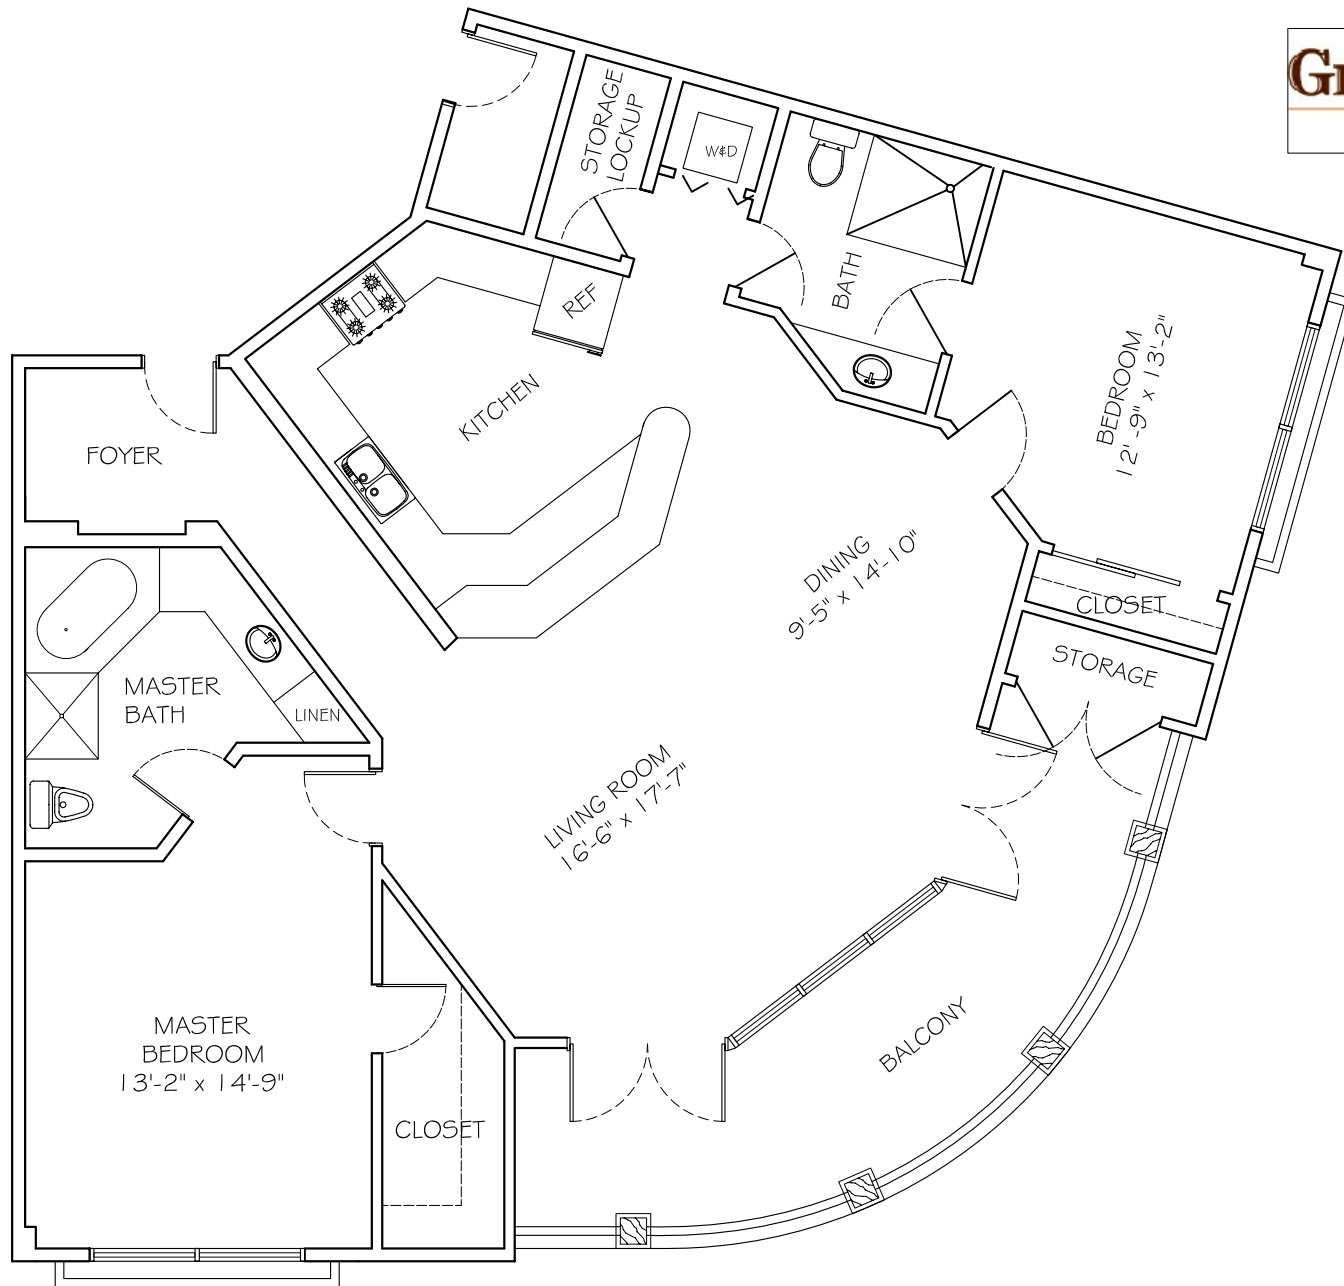 STORAGE
LOCKUP
W&D
BATH
REF
BEDROOM
12'-9" x 13'-2"
KITCHEN
FOYER
DINING
9'-5" x 14'-10"
CLOSET
STORAGE
MASTER
BATH
LINEN
LIVING ROOM
16'-6" x 17'-7"
MASTER
BEDROOM
13'-2" x 14'-9"
CLOSET
BALCONY